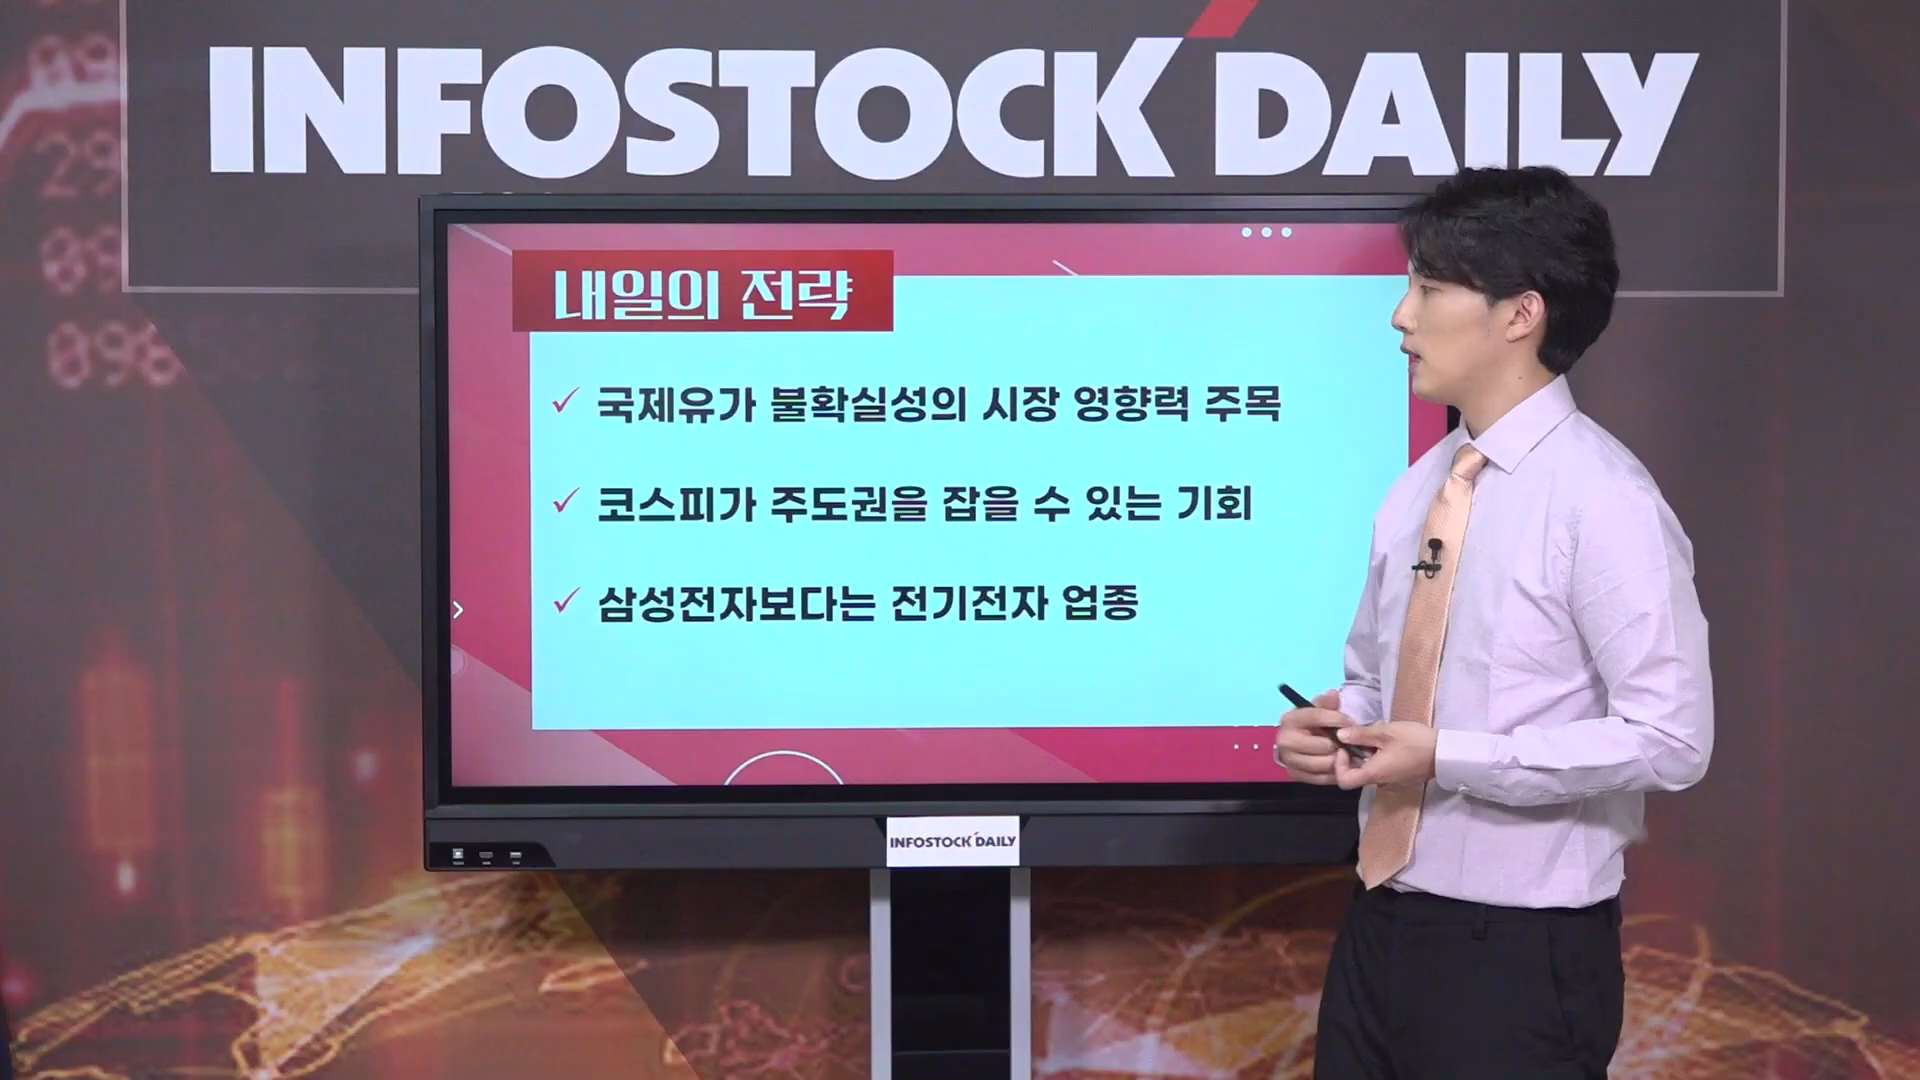 INFOSTOCK DAILY
내일의 전략
국제유가 불확실성의 시장 영향력 주목
코스피가 주도권을 잡을 수 있는 기회
삼성전자보다는 전기전자 업종
INFOSTOCK DAILY